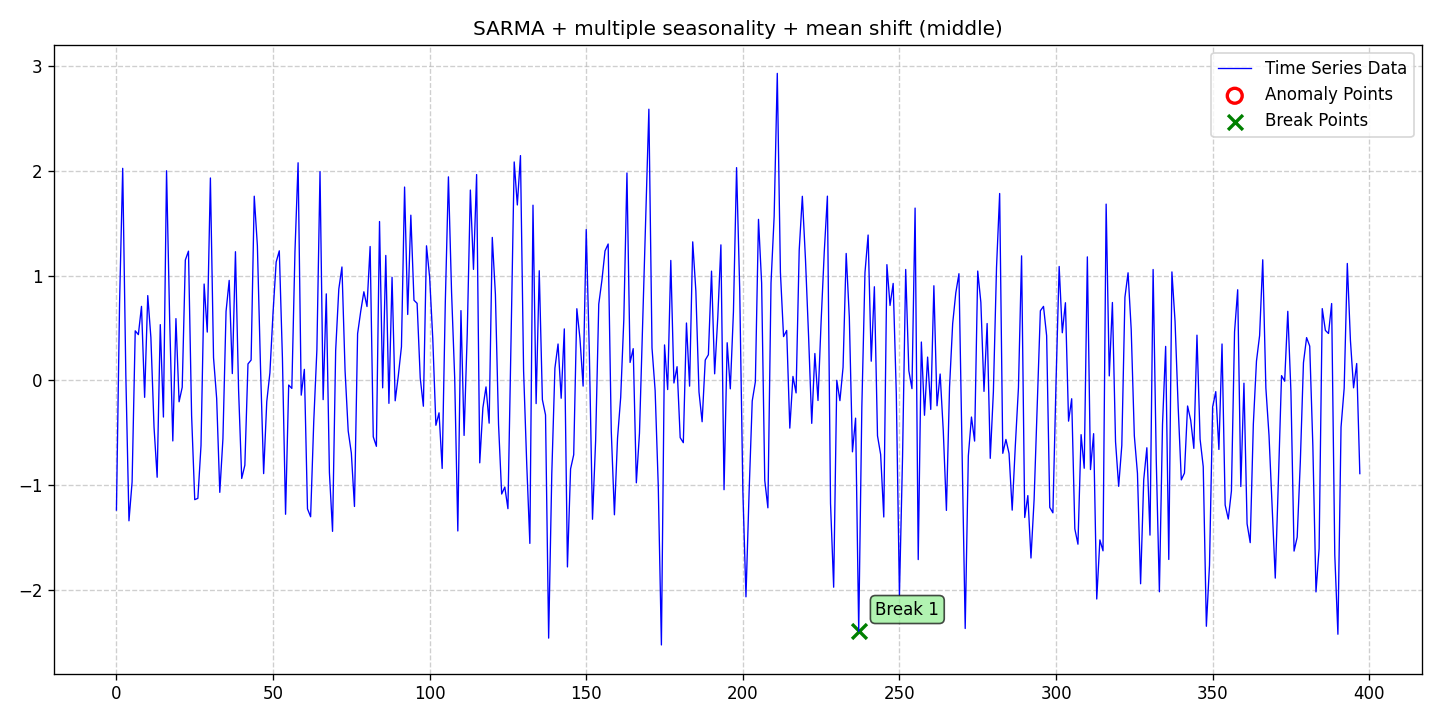 SARMA + multiple seasonality + mean shift (middle)
3
2
1
0
−1
−2
Time Series Data
Anomaly Points
Break Points
Break 1
0 50 100 150 200 250 300 350 400